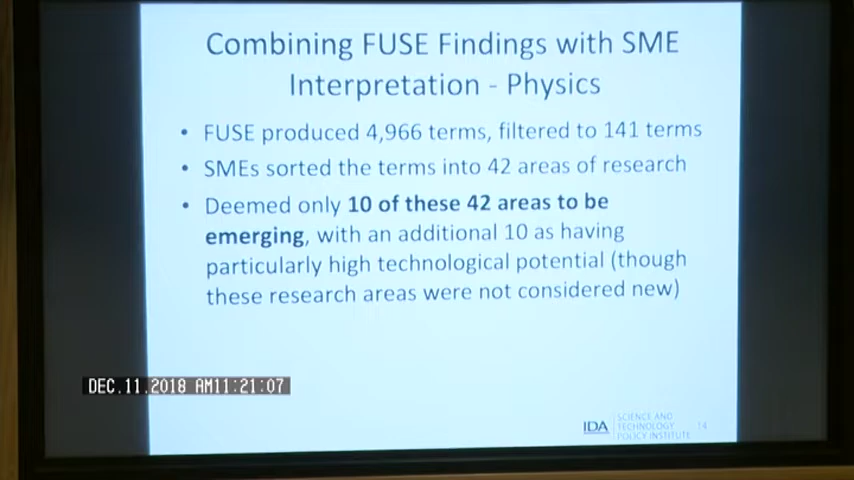 Combining FUSE Findings with SME
Interpretation - Physics
• FUSE produced 4,966 terms, filtered to 141 terms
• SMEs sorted the terms into 42 areas of research
• Deemed only 10 of these 42 areas to be
emerging, with an additional 10 as having
particularly high technological potential (though
these research areas were not considered new)
DEC.11.2018 AM11:21:07
IDA
SCIENCE AND
TECHNOLOGY
POLICY INSTITUTE
14